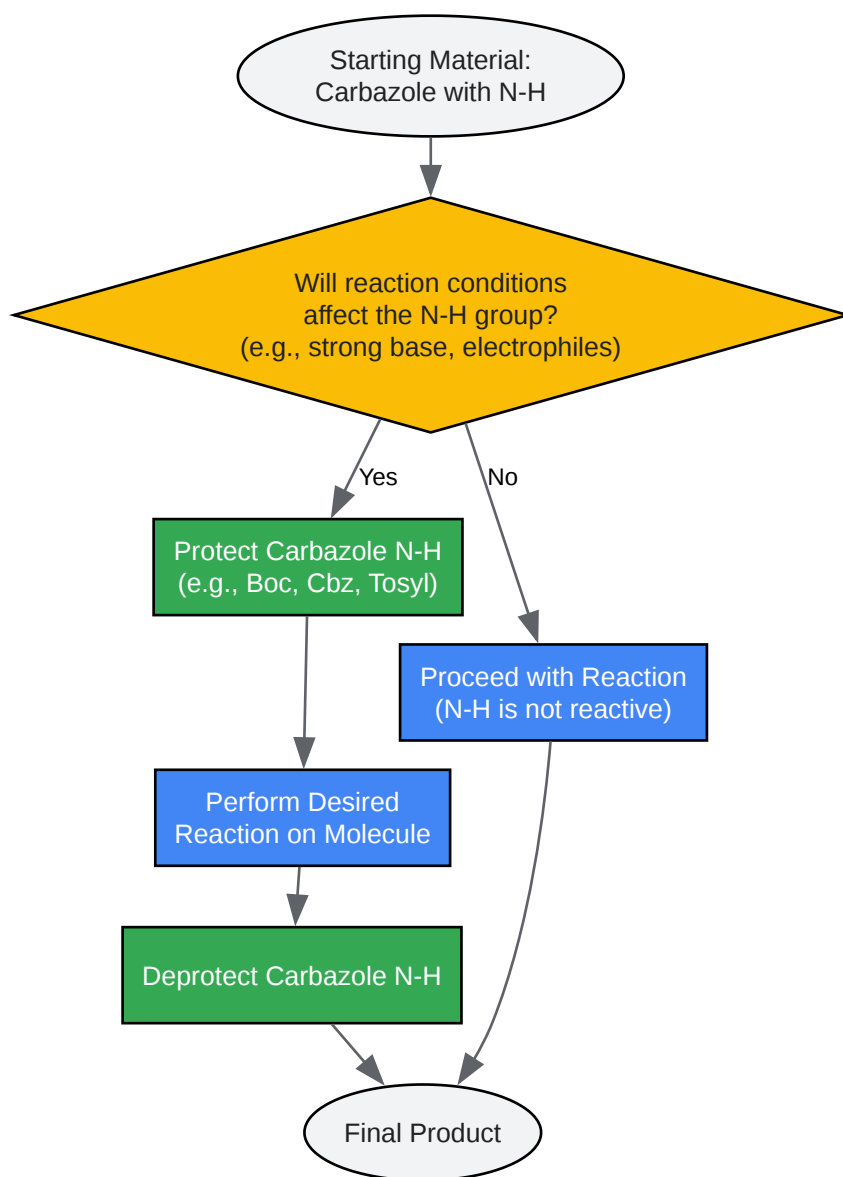 Starting Material:
Carbazole with N-H
Will reaction conditions
affect the N-H group?
(e.g., strong base, electrophiles)
Yes
No
Protect Carbazole N-H
(e.g., Boc, Cbz, Tosyl)
Proceed with Reaction
(N-H is not reactive)
Perform Desired
Reaction on Molecule
Deprotect Carbazole N-H
Final Product